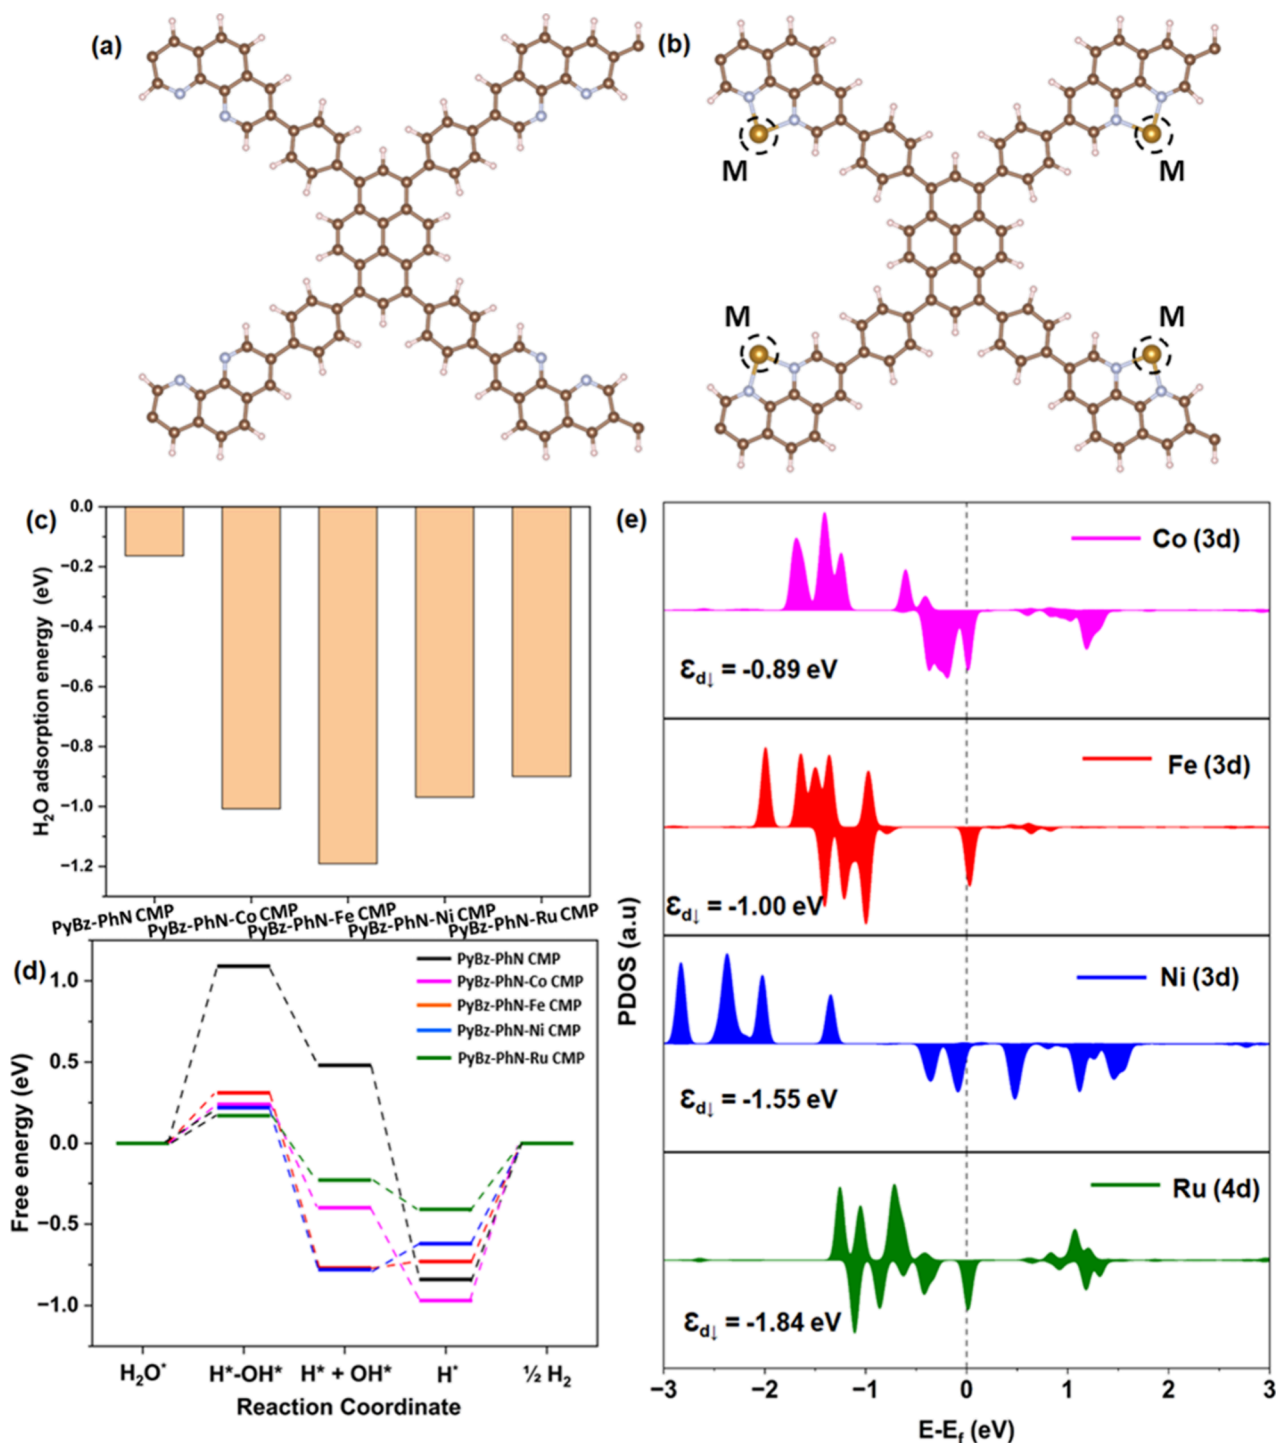 (a)
(b)
M
M
M
M
(c)
H₂O adsorption energy (eV)
0.0
−0.2
−0.4
−0.6
−0.8
−1.0
−1.2
PyBz-PhN CMP
PyBz-PhN-Co CMP
PyBz-PhN-Fe CMP
PyBz-PhN-Ni CMP
PyBz-PhN-Ru CMP
(d)
Free energy (eV)
1.0
0.5
0.0
−0.5
−1.0
PyBz-PhN CMP
PyBz-PhN-Co CMP
PyBz-PhN-Fe CMP
PyBz-PhN-Ni CMP
PyBz-PhN-Ru CMP
H₂O*
H*-OH*
H* + OH*
H*
½ H₂
Reaction Coordinate
(e)
PDOS (a.u)
Co (3d)
Ɛd↓ = -0.89 eV
Fe (3d)
Ɛd↓ = -1.00 eV
Ni (3d)
Ɛd↓ = -1.55 eV
Ru (4d)
Ɛd↓ = -1.84 eV
−3
−2
−1
0
1
2
3
E-Ef (eV)